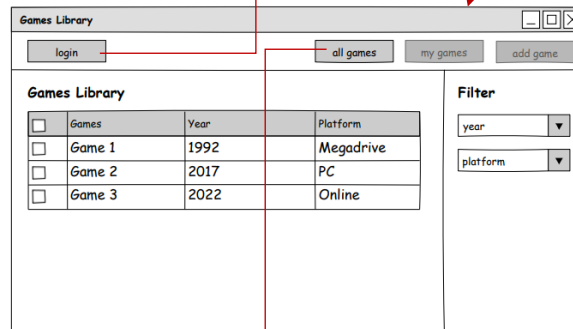 Games Library
login all games my games add game
Games Library Filter
Games Year Platform
Game 1 1992 Megadrive
Game 2 2017 PC
Game 3 2022 Online
year
platform